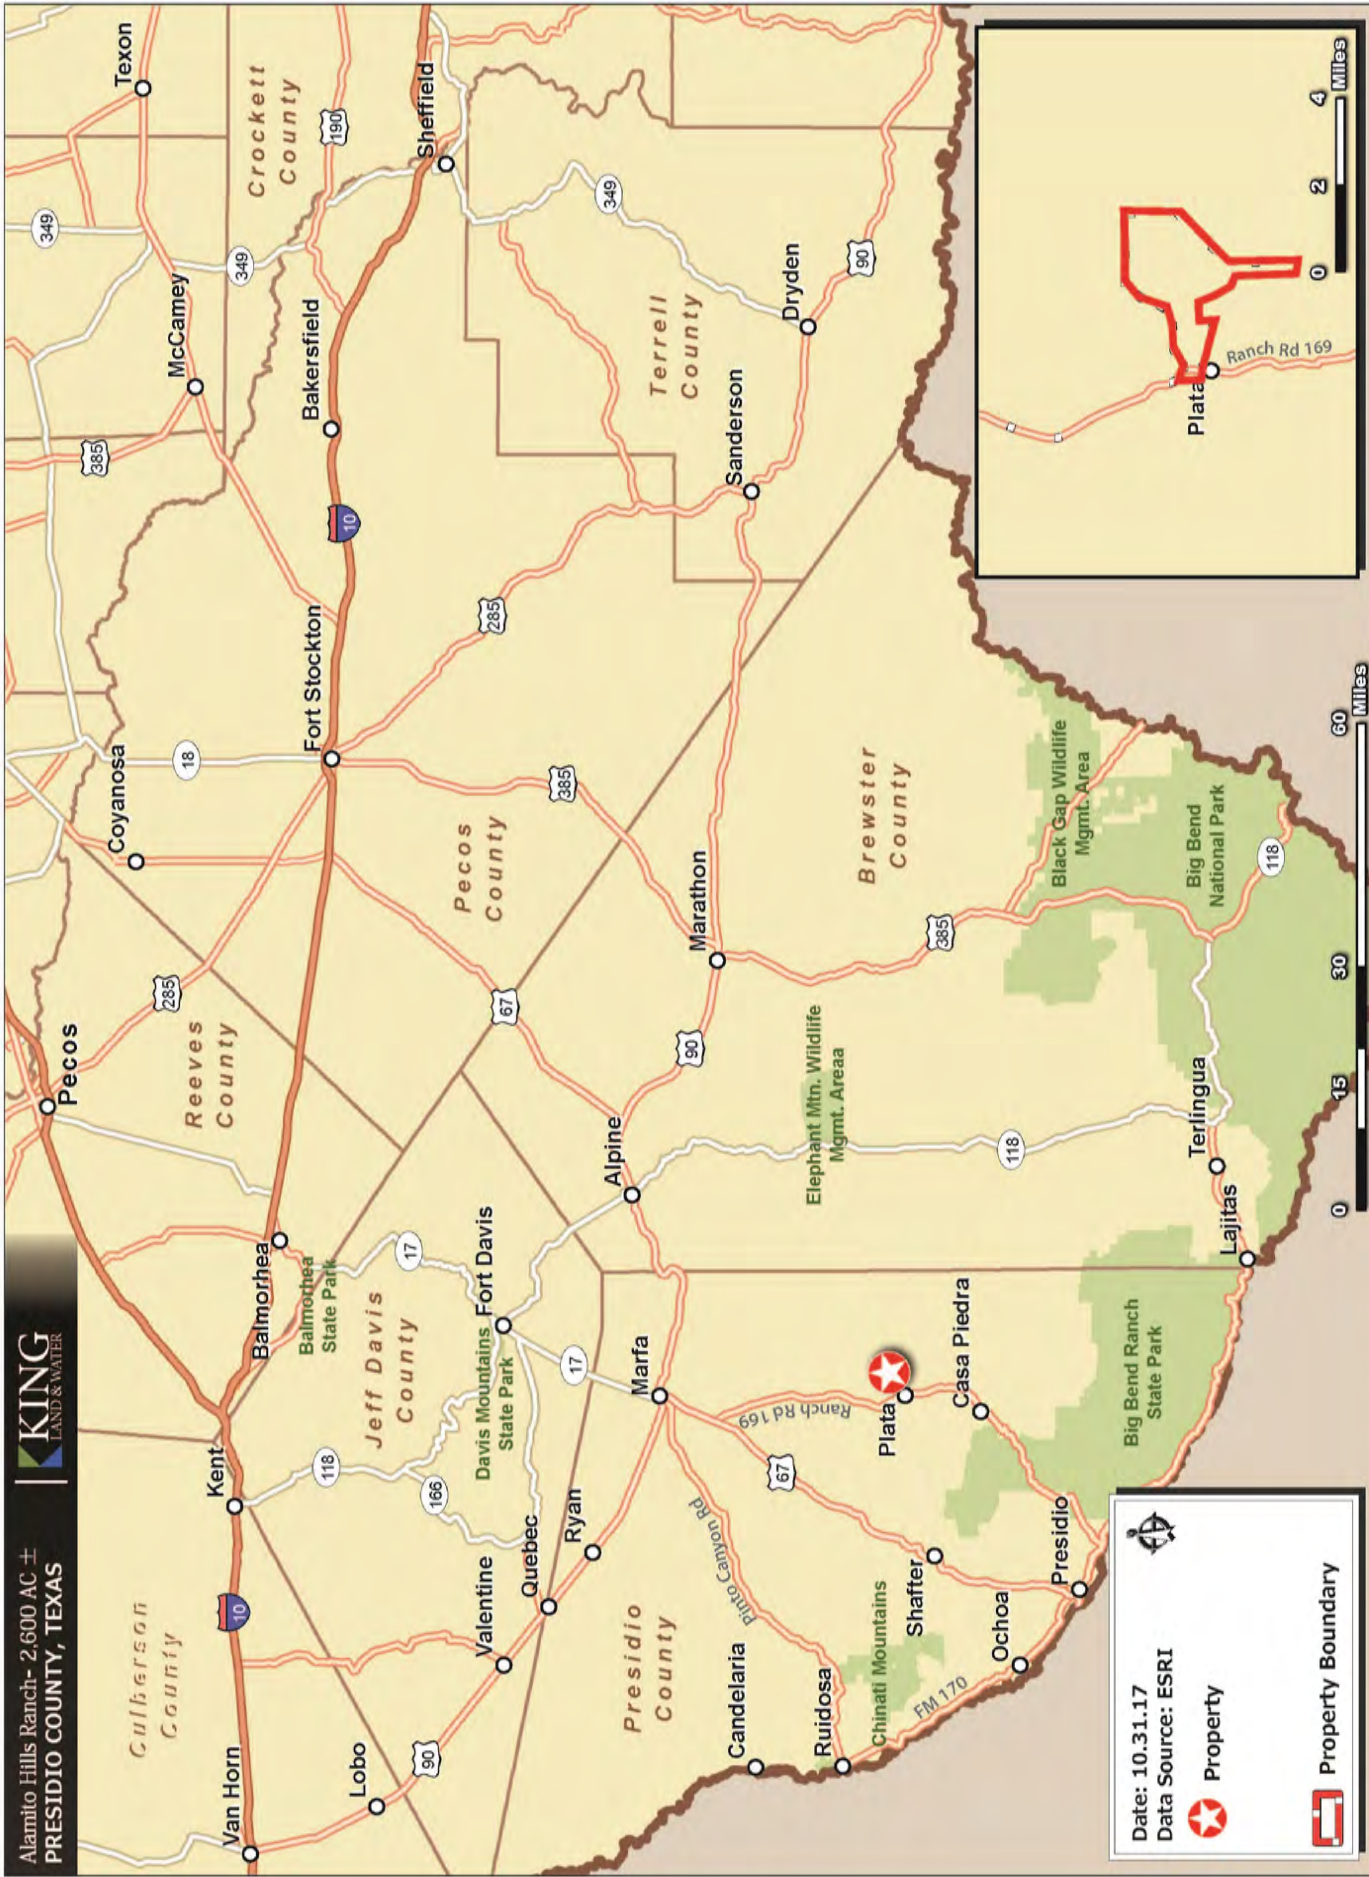 Alamito Hills Ranch- 2,600 AC ±
PRESIDIO COUNTY, TEXAS
KING
LAND & WATER
Culberson
County
Van Horn
10
Lobo
90
Kent
118
166
Jeff Davis
County
Balmorhea
Balmorhea
State Park
17
Davis Mountains
State Park
Fort Davis
17
Valentine
Quebec
Ryan
Marfa
Pecos
285
Reeves
County
Coyanosa
18
Fort Stockton
Pecos
County
67
385
285
10
Bakersfield
McCamey
385
349
349
Texon
Crockett
County
190
Sheffield
349
Terrell
County
Dryden
90
Sanderson
Marathon
90
Alpine
Brewster
County
385
Elephant Mtn. Wildlife
Mgmt. Areaa
118
Black Gap Wildlife
Mgmt. Area
Big Bend
National Park
118
Terlingua
Lajitas
Presidio
County
Pinto Canyon Rd
67
Ranch Rd 169
Plata
Casa Piedra
Big Bend Ranch
State Park
Candelaria
Ruidosa
Chinati Mountains
Shafter
FM 170
Ochoa
Presidio
Date: 10.31.17
Data Source: ESRI
Property
Property Boundary
0 15 30 60
Miles
Plata
Ranch Rd 169
0 2 4
Miles